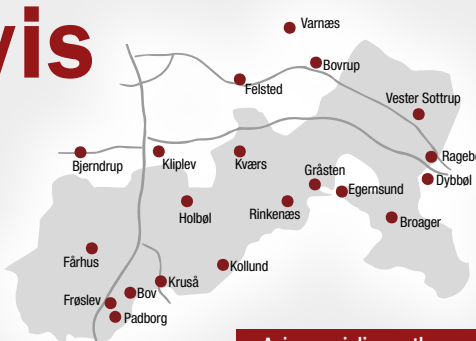 vis
Varnæs
Bovrup
Felsted
Vester Sottrup
Bjerndrup
Kliplev
Kværs
Gråsten
Dybbøl
Egernsund
Holbøl
Rinkenæs
Broager
Fårhus
Kollund
Kruså
Bov
Frøslev
Padborg